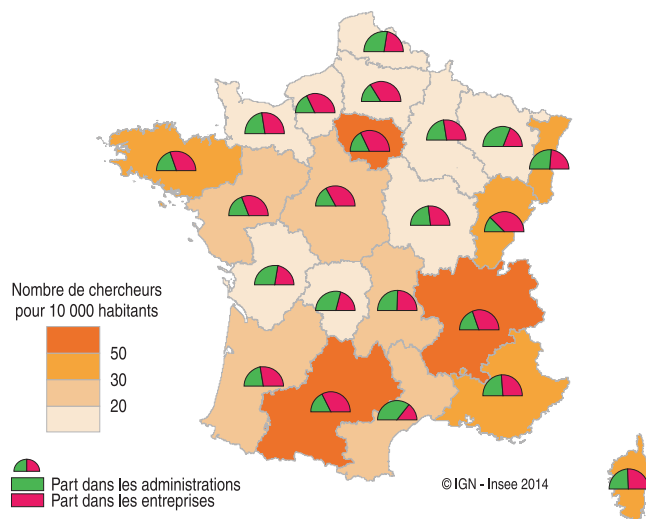 Nombre de chercheurs
pour 10 000 habitants
50
30
20
Part dans les administrations
Part dans les entreprises
© IGN - Insee 2014